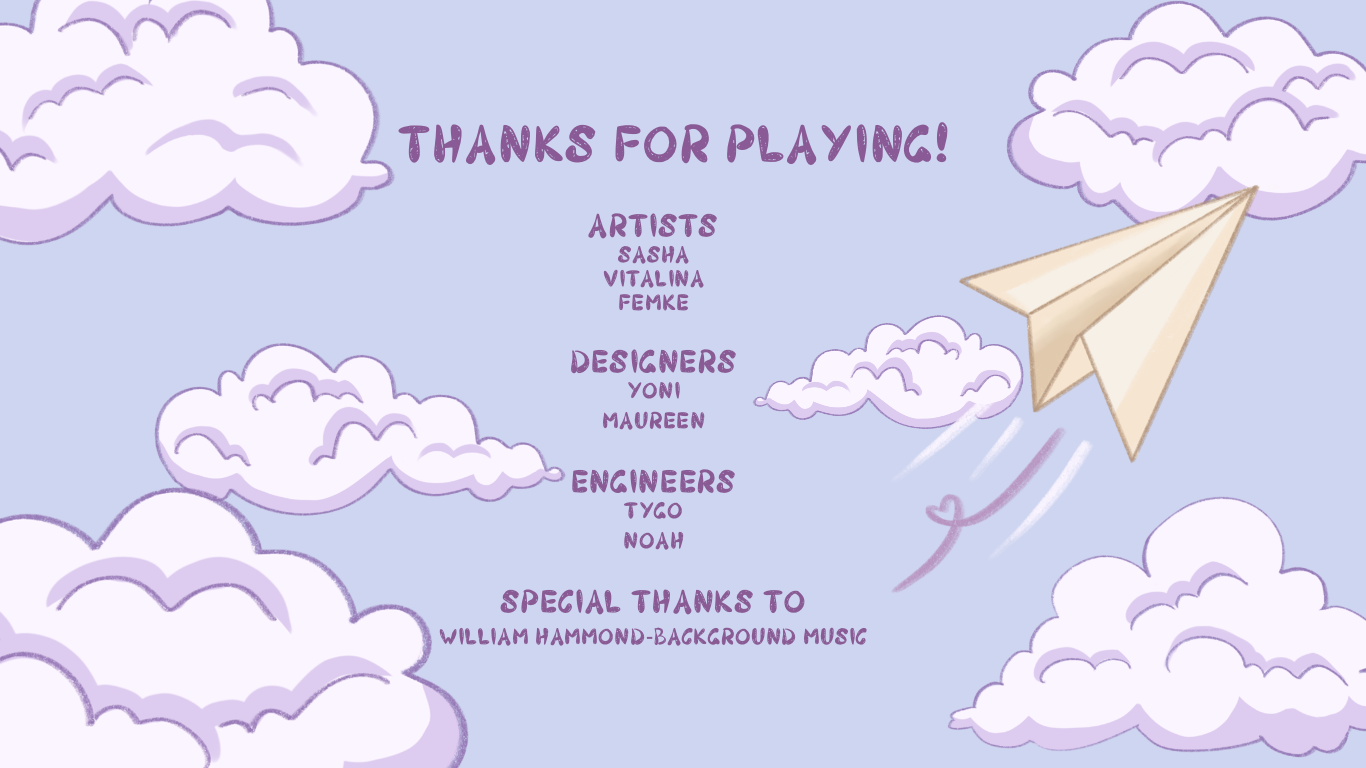 THANKS FOR PLAYING!
ARTISTS
SASHA
VITALINA
FEMKE
DESIGNERS
YONI
MAUREEN
ENGINEERS
TYGO
NOAH
SPECIAL THANKS TO
WILLIAM HAMMOND-BACKGROUND MUSIC